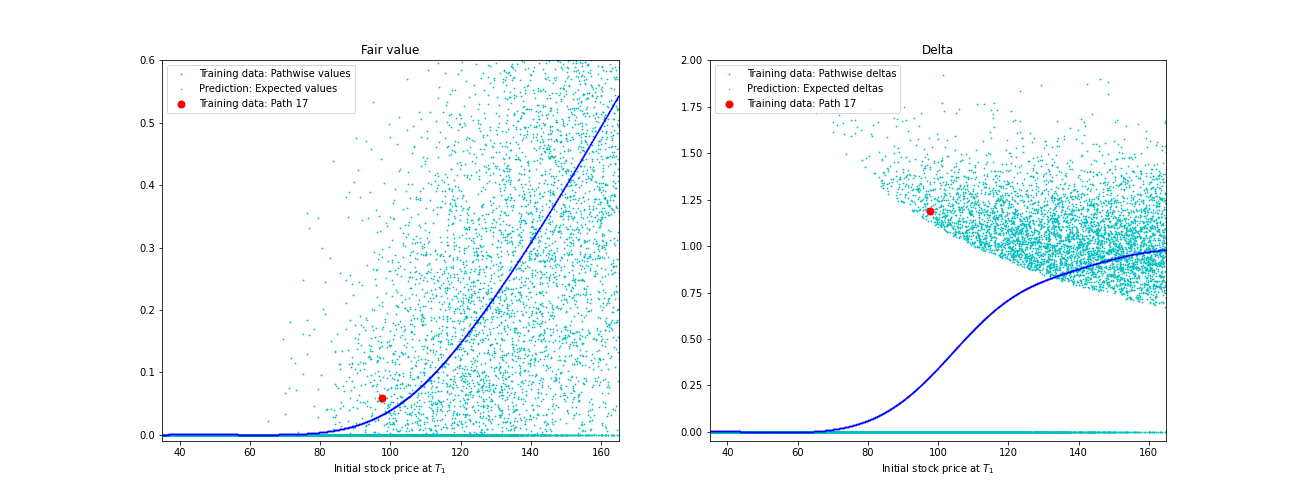 Fair value
0.6
0.5
0.4
0.3
0.2
0.1
0.0
Training data: Pathwise values
Prediction: Expected values
Training data: Path 17
40 60 80 100 120 140 160
Initial stock price at T₁
Delta
2.00
1.75
1.50
1.25
1.00
0.75
0.50
0.25
0.00
Training data: Pathwise deltas
Prediction: Expected deltas
Training data: Path 17
40 60 80 100 120 140 160
Initial stock price at T₁